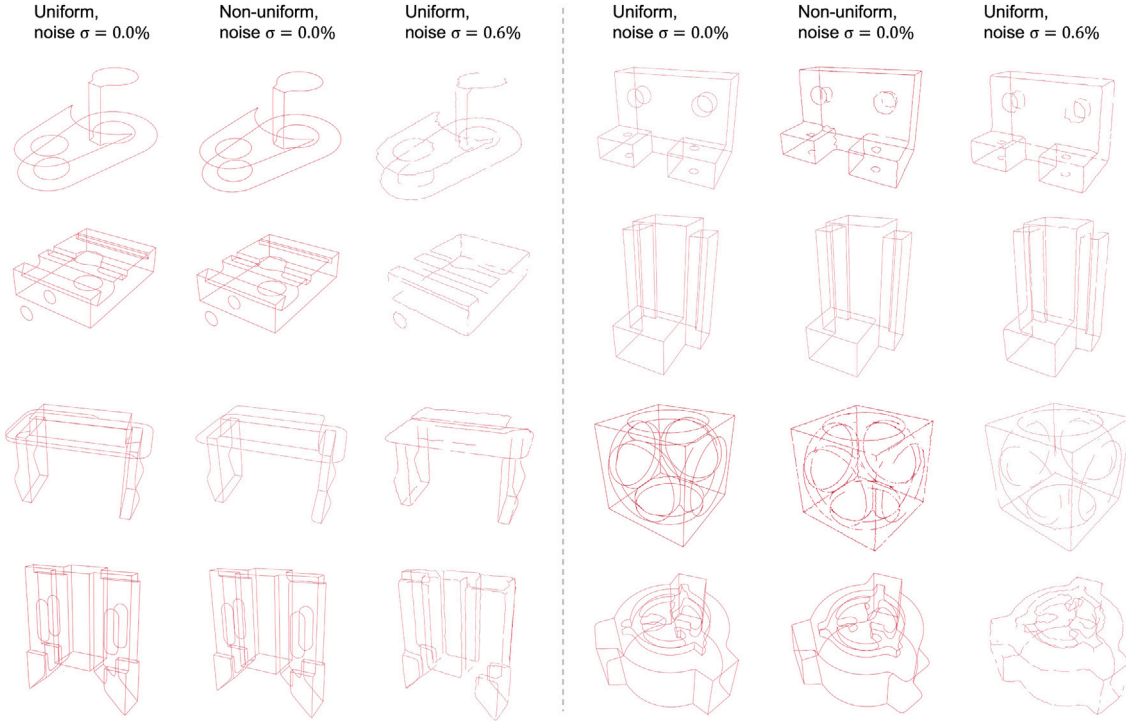 Uniform,
noise σ = 0.0%
Non-uniform,
noise σ = 0.0%
Uniform,
noise σ = 0.6%
Uniform,
noise σ = 0.0%
Non-uniform,
noise σ = 0.0%
Uniform,
noise σ = 0.6%